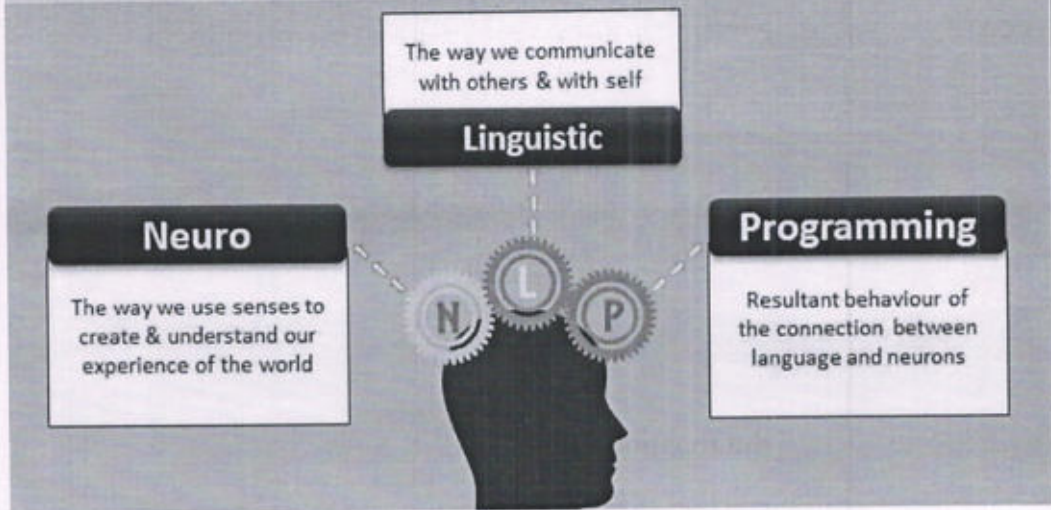 The way we communicate
with others & with self
Linguistic
Neuro
The way we use senses to
create & understand our
experience of the world
Programming
Resultant behaviour of
the connection between
language and neurons
N
L
P